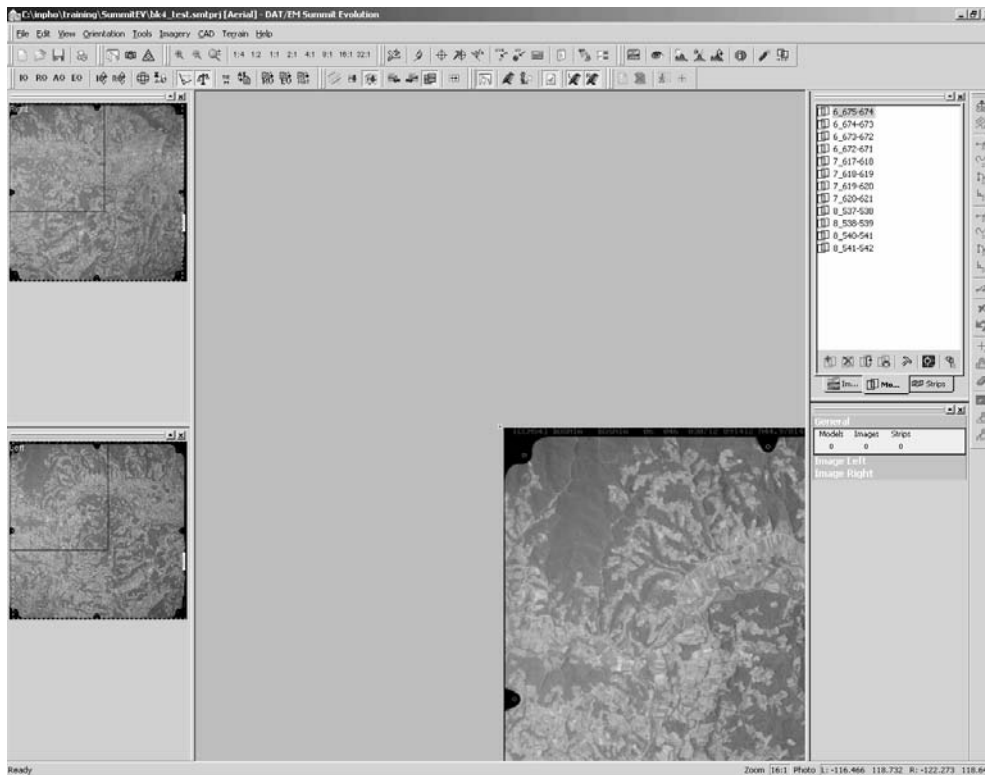 C:\inpho\training\SummitEV\bk4_test.smtprj [Aerial] - DAT/EM Summit Evolution
File Edit View Orientation Tools Imagery CAD Terrain Help
1:4 1:2 1:1 2:1 4:1 8:1 16:1 32:1
IO RO AO EO
6_675-674
6_674-673
6_673-672
6_672-671
7_617-618
7_618-619
7_619-620
7_620-621
8_537-538
8_538-539
8_540-541
8_541-542
Im... Mo... Strips
Left
General
Models Images Strips
0 0 0
Image Left
Image Right
Ready
Zoom 16:1 Photo L: -116.466 118.732 R: -122.273